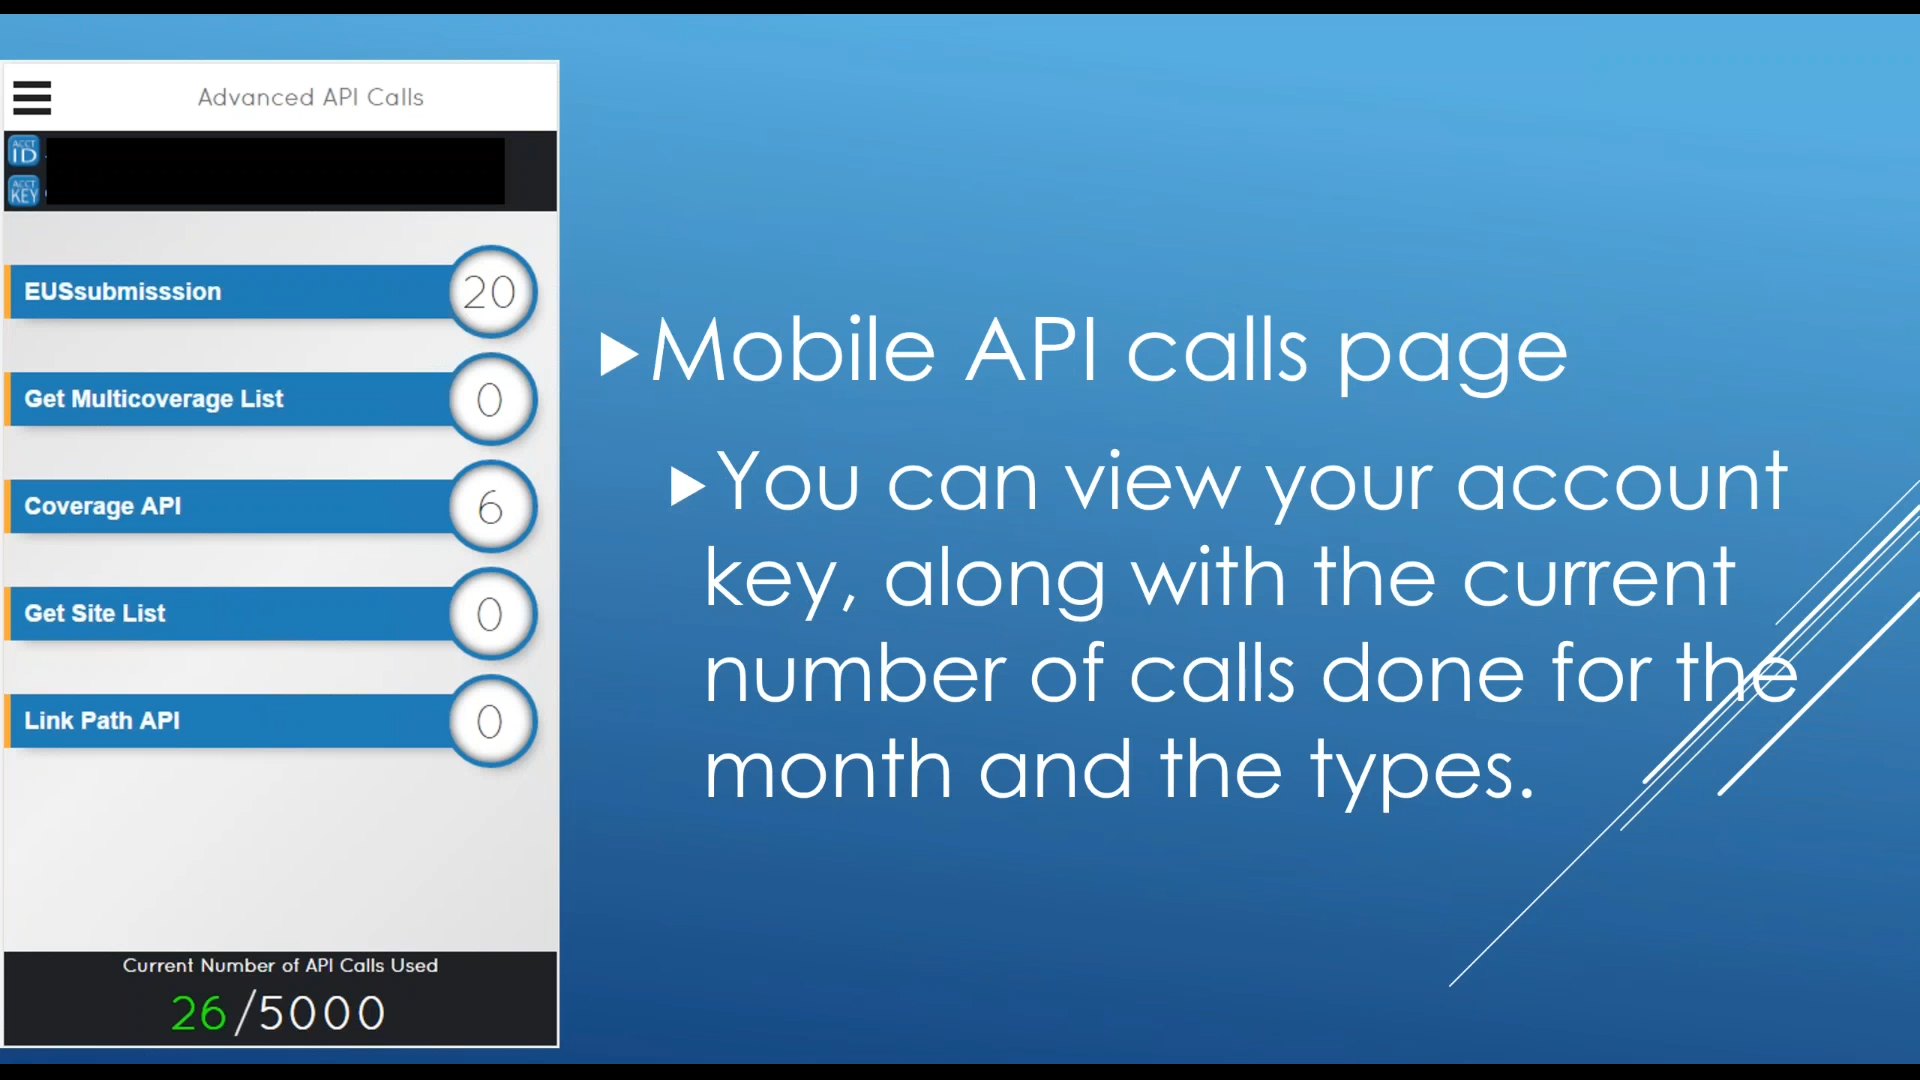 Advanced API Calls
ACCT
ID
ACCT
KEY
EUSsubmisssion
20
Get Multicoverage List
0
Coverage API
6
Get Site List
0
Link Path API
0
Current Number of API Calls Used
26/5000
Mobile API calls page
You can view your account
key, along with the current
number of calls done for the
month and the types.